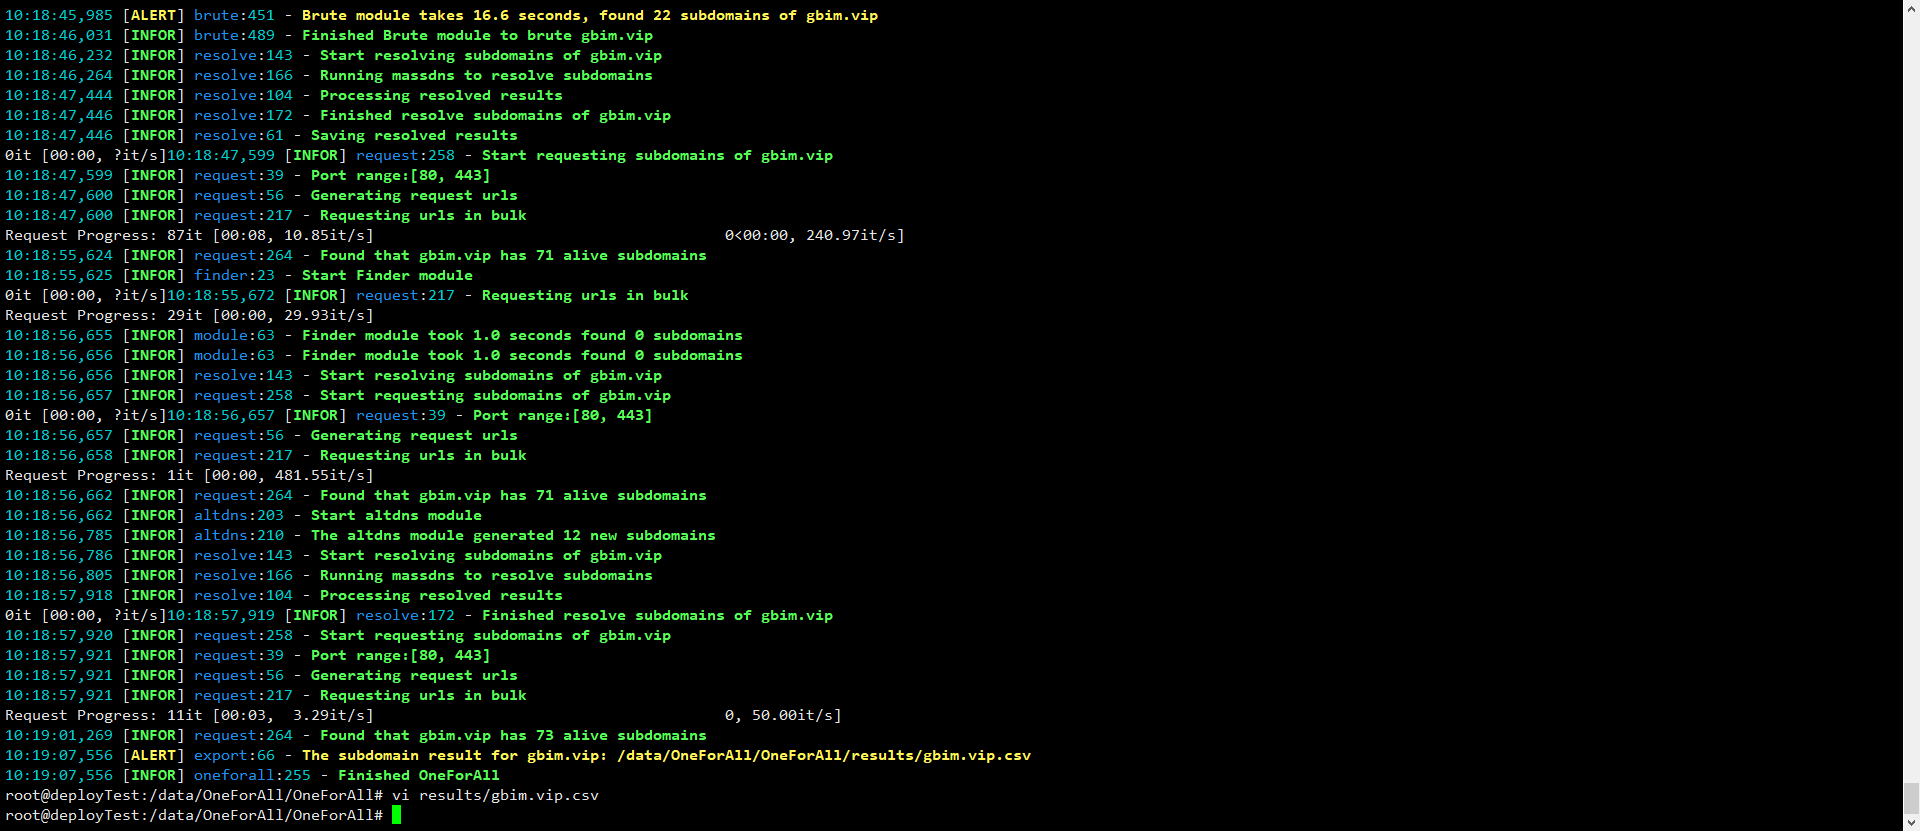 10:18:45,985 [ALERT] brute:451 - Brute module takes 16.6 seconds, found 22 subdomains of gbim.vip
10:18:46,031 [INFOR] brute:489 - Finished Brute module to brute gbim.vip
10:18:46,232 [INFOR] resolve:143 - Start resolving subdomains of gbim.vip
10:18:46,264 [INFOR] resolve:166 - Running massdns to resolve subdomains
10:18:47,444 [INFOR] resolve:104 - Processing resolved results
10:18:47,446 [INFOR] resolve:172 - Finished resolve subdomains of gbim.vip
10:18:47,446 [INFOR] resolve:61 - Saving resolved results
0it [00:00, ?it/s]10:18:47,599 [INFOR] request:258 - Start requesting subdomains of gbim.vip
10:18:47,599 [INFOR] request:39 - Port range:[80, 443]
10:18:47,600 [INFOR] request:56 - Generating request urls
10:18:47,600 [INFOR] request:217 - Requesting urls in bulk
Request Progress: 87it [00:08, 10.85it/s]                                       0<00:00, 240.97it/s]
10:18:55,624 [INFOR] request:264 - Found that gbim.vip has 71 alive subdomains
10:18:55,625 [INFOR] finder:23 - Start Finder module
0it [00:00, ?it/s]10:18:55,672 [INFOR] request:217 - Requesting urls in bulk
Request Progress: 29it [00:00, 29.93it/s]
10:18:56,655 [INFOR] module:63 - Finder module took 1.0 seconds found 0 subdomains
10:18:56,656 [INFOR] module:63 - Finder module took 1.0 seconds found 0 subdomains
10:18:56,656 [INFOR] resolve:143 - Start resolving subdomains of gbim.vip
10:18:56,657 [INFOR] request:258 - Start requesting subdomains of gbim.vip
0it [00:00, ?it/s]10:18:56,657 [INFOR] request:39 - Port range:[80, 443]
10:18:56,657 [INFOR] request:56 - Generating request urls
10:18:56,658 [INFOR] request:217 - Requesting urls in bulk
Request Progress: 1it [00:00, 481.55it/s]
10:18:56,662 [INFOR] request:264 - Found that gbim.vip has 71 alive subdomains
10:18:56,662 [INFOR] altdns:203 - Start altdns module
10:18:56,785 [INFOR] altdns:210 - The altdns module generated 12 new subdomains
10:18:56,786 [INFOR] resolve:143 - Start resolving subdomains of gbim.vip
10:18:56,805 [INFOR] resolve:166 - Running massdns to resolve subdomains
10:18:57,918 [INFOR] resolve:104 - Processing resolved results
0it [00:00, ?it/s]10:18:57,919 [INFOR] resolve:172 - Finished resolve subdomains of gbim.vip
10:18:57,920 [INFOR] request:258 - Start requesting subdomains of gbim.vip
10:18:57,921 [INFOR] request:39 - Port range:[80, 443]
10:18:57,921 [INFOR] request:56 - Generating request urls
10:18:57,921 [INFOR] request:217 - Requesting urls in bulk
Request Progress: 11it [00:03,  3.29it/s]                                       0, 50.00it/s]
10:19:01,269 [INFOR] request:264 - Found that gbim.vip has 73 alive subdomains
10:19:07,556 [ALERT] export:66 - The subdomain result for gbim.vip: /data/OneForAll/OneForAll/results/gbim.vip.csv
10:19:07,556 [INFOR] oneforall:255 - Finished OneForAll
root@deployTest:/data/OneForAll/OneForAll# vi results/gbim.vip.csv
root@deployTest:/data/OneForAll/OneForAll#